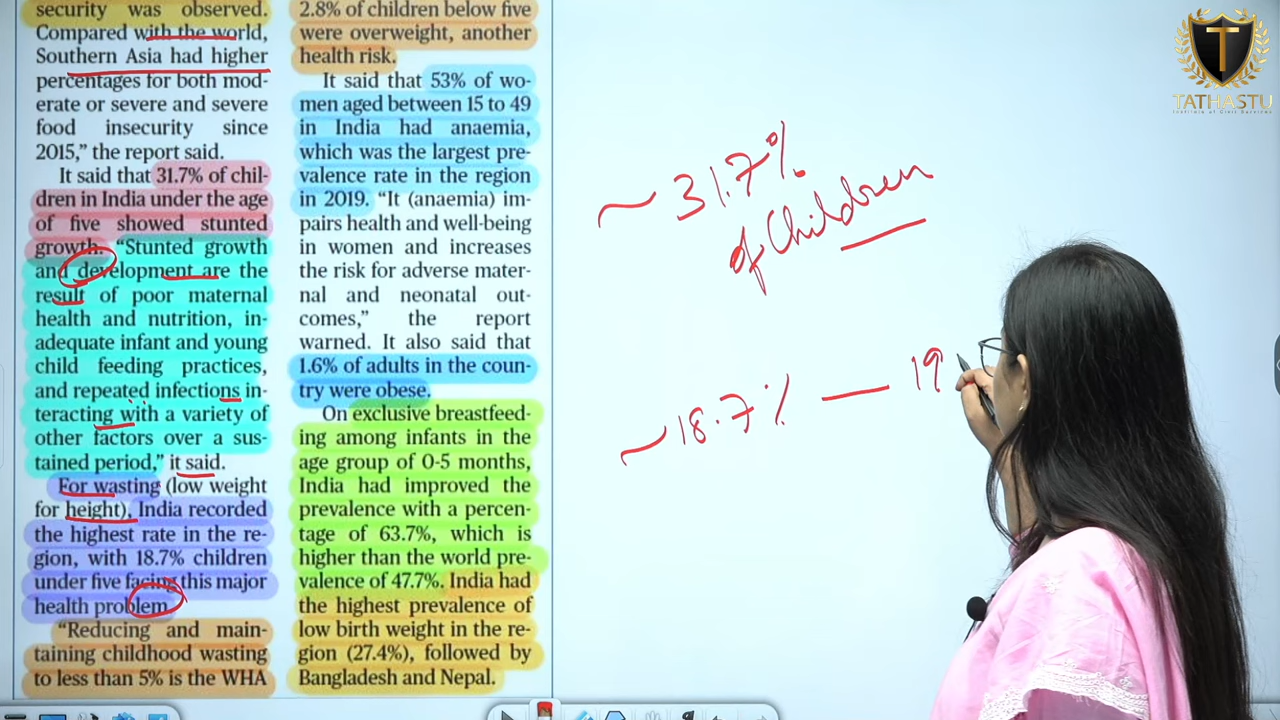 security was observed.
Compared with the world,
Southern Asia had higher
percentages for both mod-
erate or severe and severe
food insecurity since
2015,” the report said.
It said that 31.7% of chil-
dren in India under the age
of five showed stunted
growth. “Stunted growth
and development are the
result of poor maternal
health and nutrition, in-
adequate infant and young
child feeding practices,
and repeated infections in-
teracting with a variety of
other factors over a sus-
tained period,” it said.
For wasting (low weight
for height), India recorded
the highest rate in the re-
gion, with 18.7% children
under five facing this major
health problem.
“Reducing and main-
taining childhood wasting
to less than 5% is the WHA
2.8% of children below five
were overweight, another
health risk.
It said that 53% of wo-
men aged between 15 to 49
in India had anaemia,
which was the largest pre-
valence rate in the region
in 2019. “It (anaemia) im-
pairs health and well-being
in women and increases
the risk for adverse mater-
nal and neonatal out-
comes,” the report
warned. It also said that
1.6% of adults in the coun-
try were obese.
On exclusive breastfeed-
ing among infants in the
age group of 0-5 months,
India had improved the
prevalence with a percen-
tage of 63.7%, which is
higher than the world pre-
valence of 47.7%. India had
the highest prevalence of
low birth weight in the re-
gion (27.4%), followed by
Bangladesh and Nepal.
~31.7%
of Children
~18.7% — 19
T
TATHASTU
Institute of Civil Services